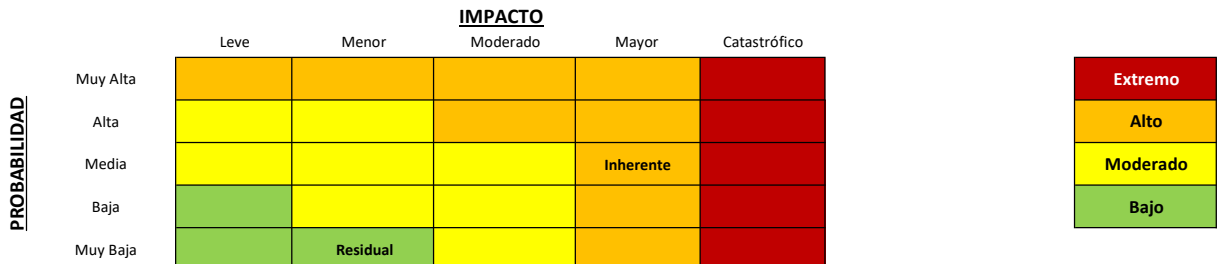 IMPACTO
Leve Menor Moderado Mayor Catastrófico
PROBABILIDAD
Muy Alta
Alta
Media Inherente
Baja
Muy Baja Residual
Extremo
Alto
Moderado
Bajo